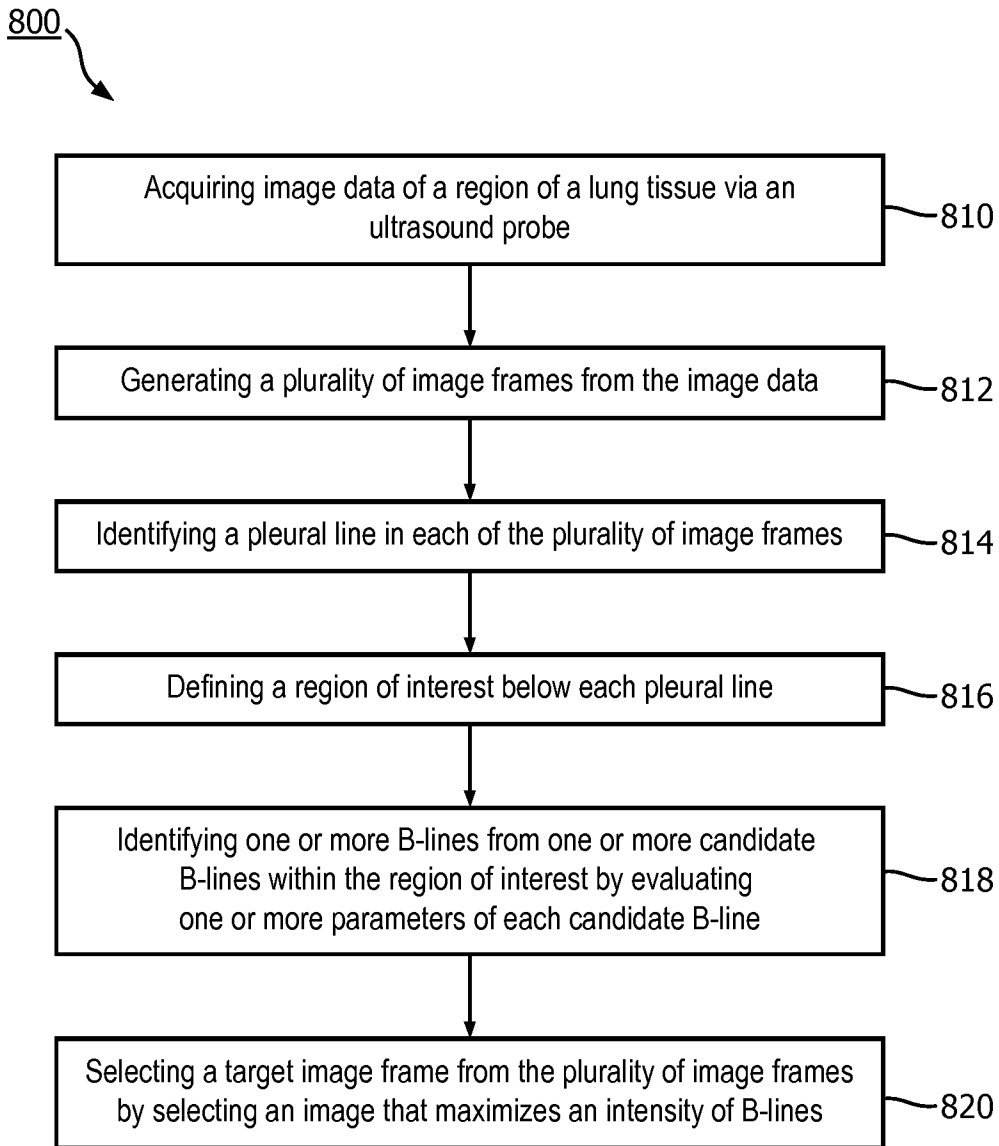 800
Acquiring image data of a region of a lung tissue via an
ultrasound probe
810
Generating a plurality of image frames from the image data
812
Identifying a pleural line in each of the plurality of image frames
814
Defining a region of interest below each pleural line
816
Identifying one or more B-lines from one or more candidate
B-lines within the region of interest by evaluating
one or more parameters of each candidate B-line
818
Selecting a target image frame from the plurality of image frames
by selecting an image that maximizes an intensity of B-lines
820